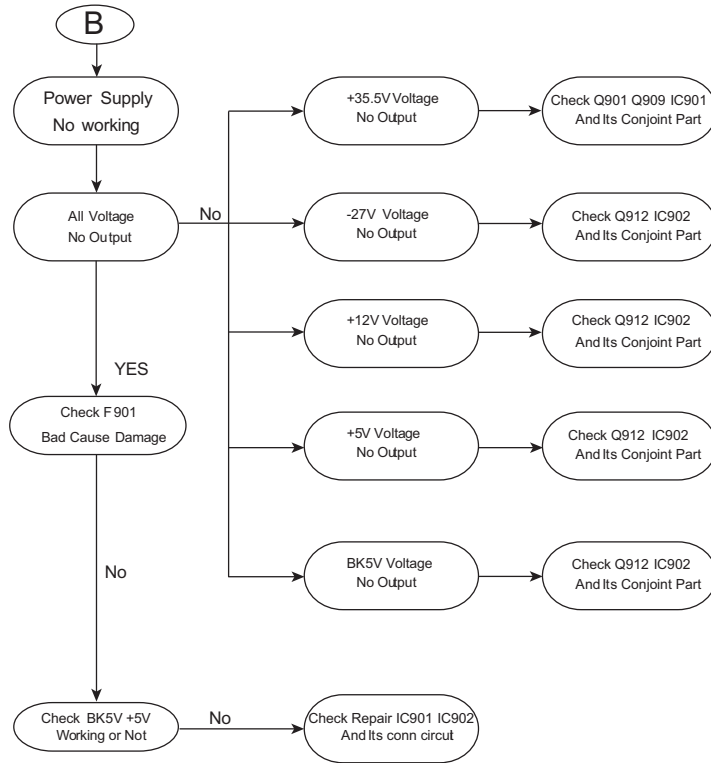 B
Power Supply
No working
All Voltage
No Output
No
YES
Check F901
Bad Cause Damage
No
Check BK5V +5V
Working or Not
No
Check Repair IC901 IC902
And Its conn circut
+35.5V Voltage
No Output
Check Q901 Q909 IC901
And Its Conjoint Part
-27V Voltage
No Output
Check Q912 IC902
And Its Conjoint Part
+12V Voltage
No Output
Check Q912 IC902
And Its Conjoint Part
+5V Voltage
No Output
Check Q912 IC902
And Its Conjoint Part
BK5V Voltage
No Output
Check Q912 IC902
And Its Conjoint Part